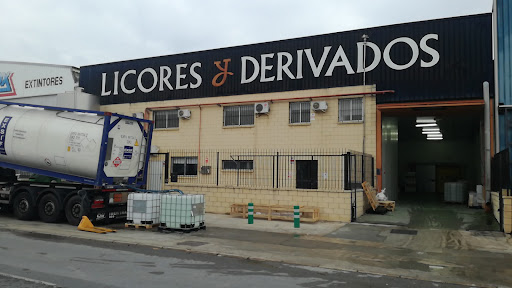 LICORES y DERIVADOS
EXTINTORES